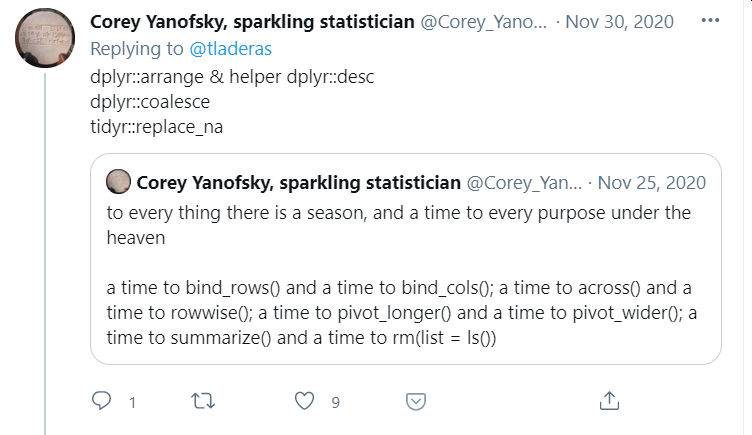 Corey Yanofsky, sparkling statistician @Corey_Yano... · Nov 30, 2020
Replying to @tladeras
dplyr::arrange & helper dplyr::desc
dplyr::coalesce
tidyr::replace_na
Corey Yanofsky, sparkling statistician @Corey_Yan... · Nov 25, 2020
to every thing there is a season, and a time to every purpose under the
heaven
a time to bind_rows() and a time to bind_cols(); a time to across() and a
time to rowwise(); a time to pivot_longer() and a time to pivot_wider(); a
time to summarize() and a time to rm(list = ls())
1
9